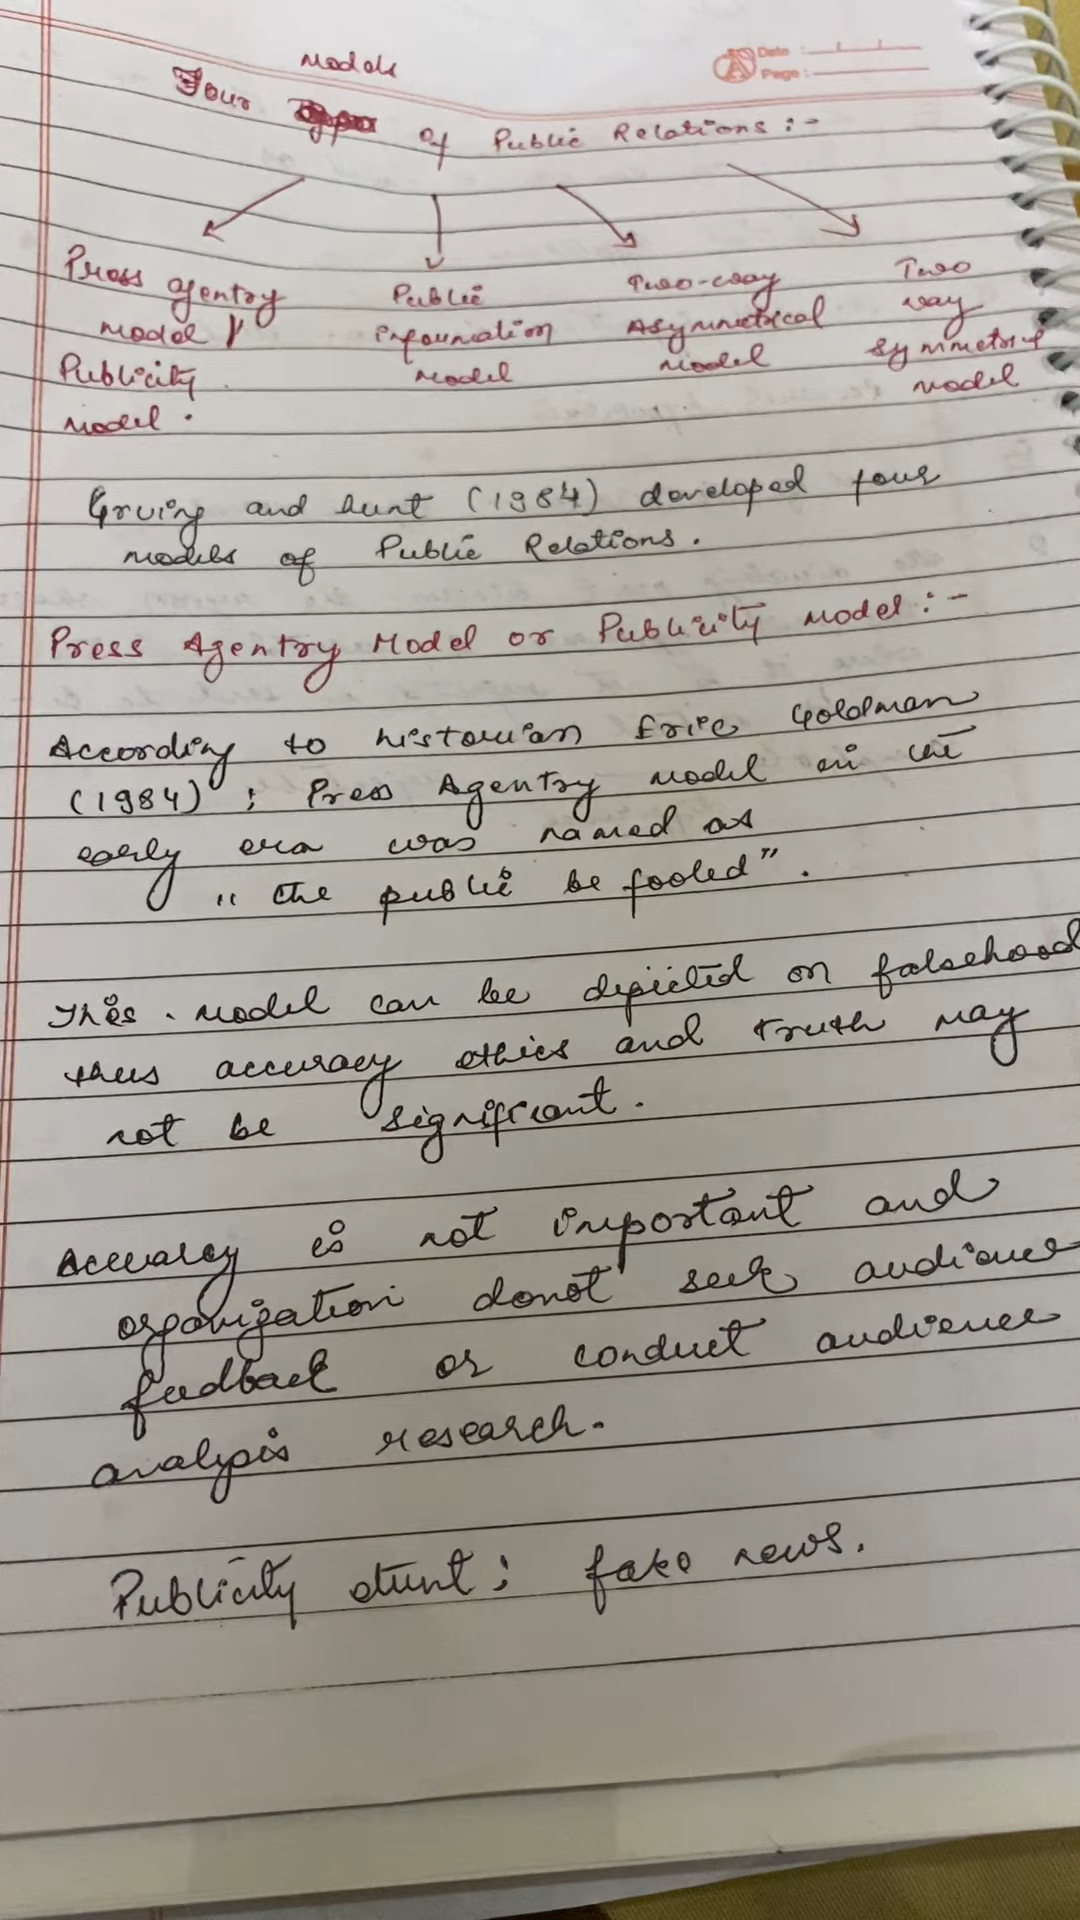 Date :
Page :
Models
Four of Public Relations :-
Press agentry model / Publicity model.
Public Information model
Two-way Asymmetrical model
Two way Symmetrical model
Gruing and hunt (1984) developed four
models of Public Relations.
Press Agentry Model or Publicity model :-
According to historian Eric Goldman
(1984) ; Press Agentry model in the
early era was named as
" the public be fooled".
This model can be depicted on falsehood
thus accuracy ethics and truth may
not be significant.
Accuracy is not important and
organization donot seek audience
feedback or conduct audience
analysis research.
Publicity stunt ; fake news.